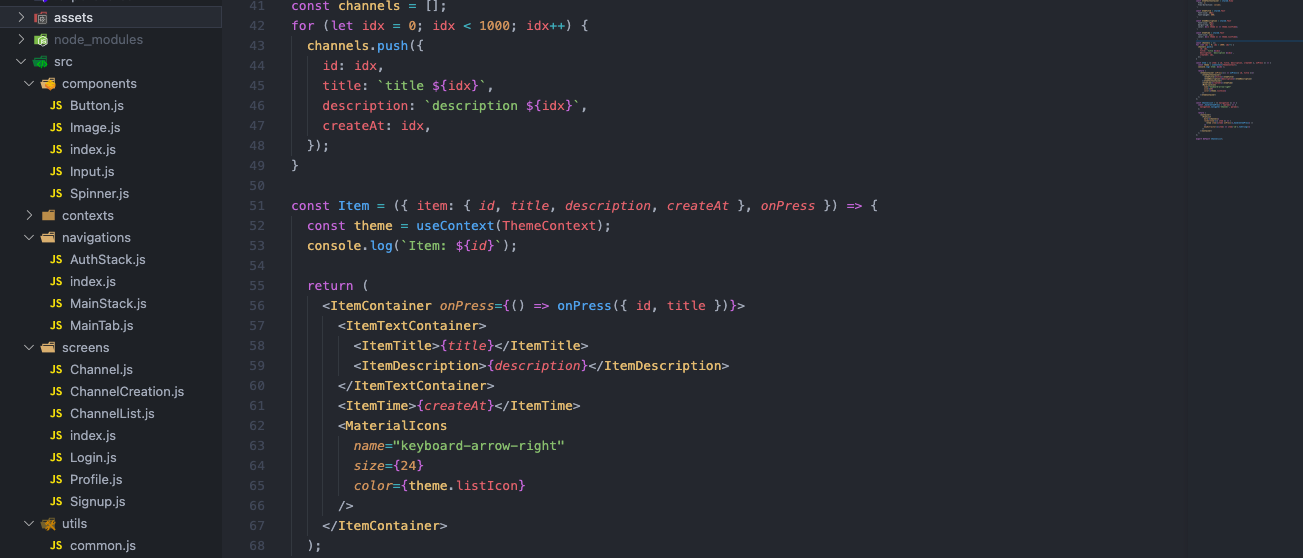 assets
node_modules
src
components
JS Button.js
JS Image.js
JS index.js
JS Input.js
JS Spinner.js
contexts
navigations
JS AuthStack.js
JS index.js
JS MainStack.js
JS MainTab.js
screens
JS Channel.js
JS ChannelCreation.js
JS ChannelList.js
JS index.js
JS Login.js
JS Profile.js
JS Signup.js
utils
JS common.js
41 const channels = [];
42 for (let idx = 0; idx < 1000; idx++) {
43   channels.push({
44     id: idx,
45     title: `title ${idx}`,
46     description: `description ${idx}`,
47     createAt: idx,
48   });
49 }
50
51 const Item = ({ item: { id, title, description, createAt }, onPress }) => {
52   const theme = useContext(ThemeContext);
53   console.log(`Item: ${id}`);
54
55   return (
56     <ItemContainer onPress={() => onPress({ id, title })}>
57       <ItemTextContainer>
58         <ItemTitle>{title}</ItemTitle>
59         <ItemDescription>{description}</ItemDescription>
60       </ItemTextContainer>
61       <ItemTime>{createAt}</ItemTime>
62       <MaterialIcons
63         name="keyboard-arrow-right"
64         size={24}
65         color={theme.listIcon}
66       />
67     </ItemContainer>
68   );